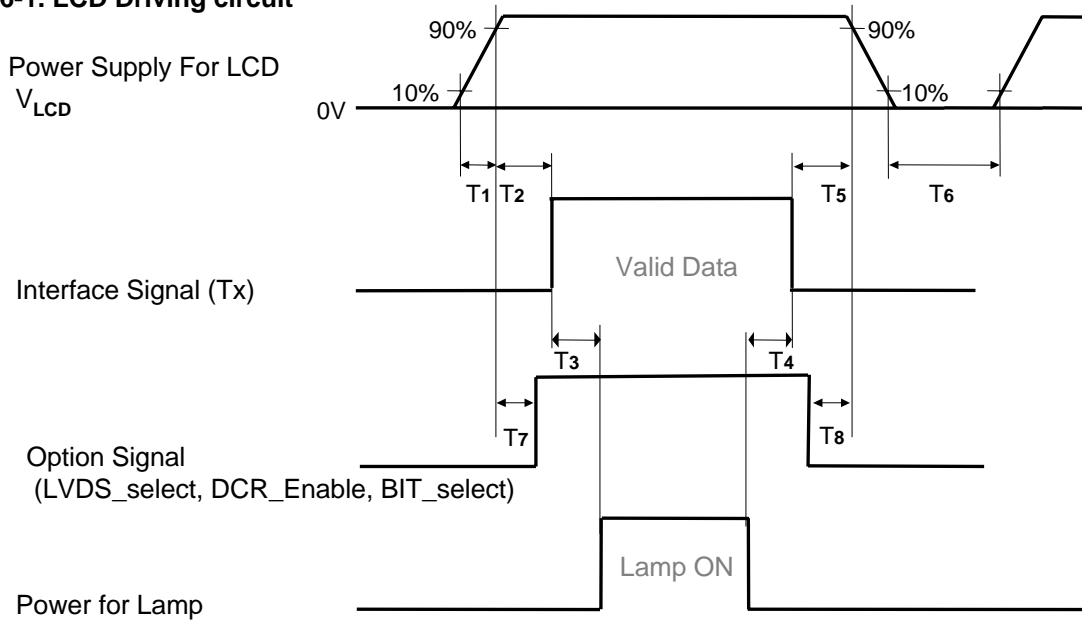 6-1. LCD Driving circuit
90%
90%
Power Supply For LCD
VLCD
10%
10%
0V
T1
T2
T5
T6
Valid Data
Interface Signal (Tx)
T3
T4
T7
T8
Option Signal
(LVDS_select, DCR_Enable, BIT_select)
Lamp ON
Power for Lamp